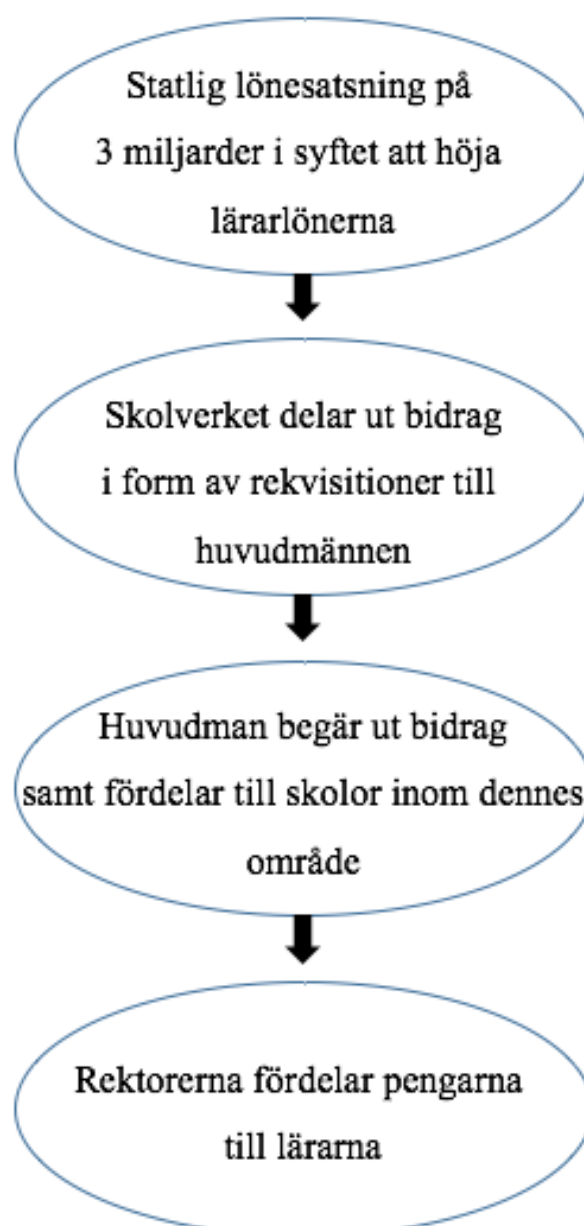 Statlig lönesatsning på
3 miljarder i syftet att höja
lärarlönerna
Skolverket delar ut bidrag
i form av rekvisitioner till
huvudmännen
Huvudman begär ut bidrag
samt fördelar till skolor inom dennes
område
Rektorerna fördelar pengarna
till lärarna